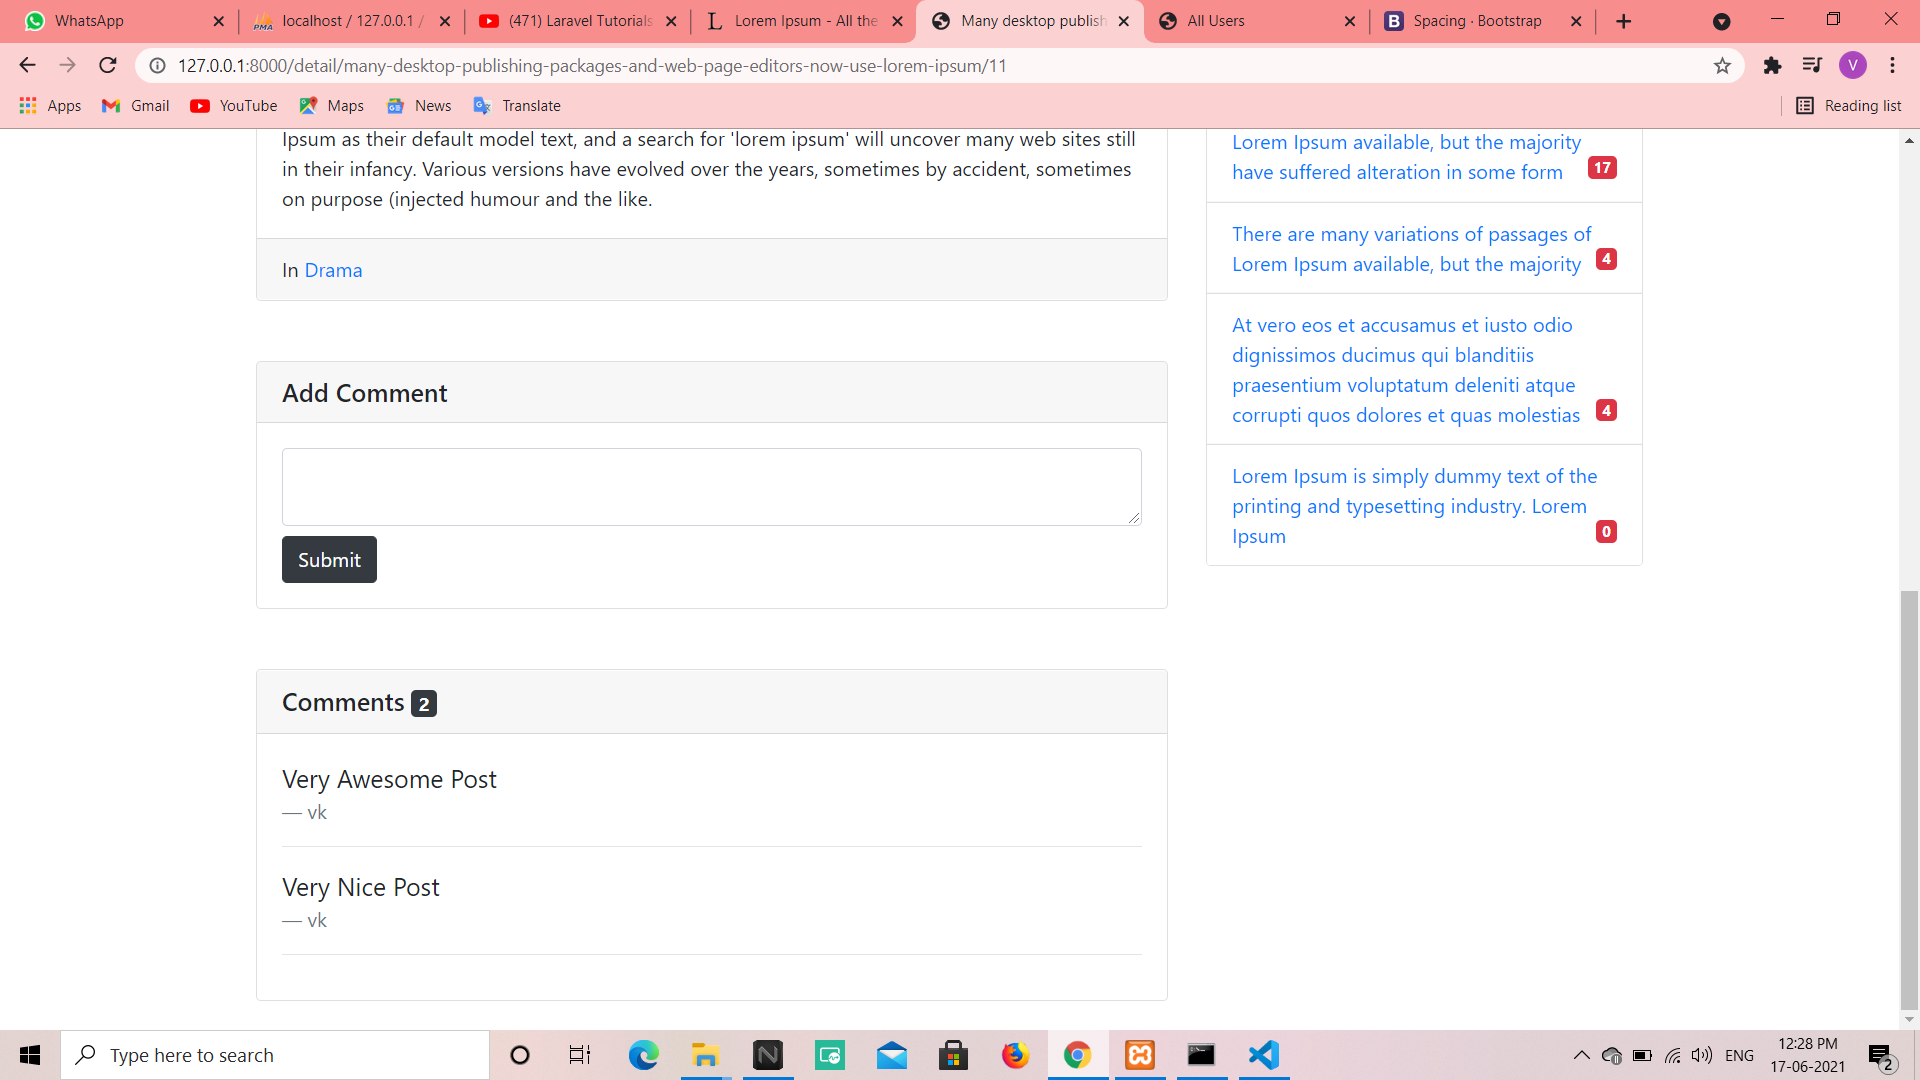 WhatsApp
localhost / 127.0.0.1 /
(471) Laravel Tutorials
Lorem Ipsum - All the
Many desktop publish
All Users
Spacing · Bootstrap
127.0.0.1:8000/detail/many-desktop-publishing-packages-and-web-page-editors-now-use-lorem-ipsum/11
V
Apps
Gmail
YouTube
Maps
News
Translate
Reading list
Ipsum as their default model text, and a search for 'lorem ipsum' will uncover many web sites still
in their infancy. Various versions have evolved over the years, sometimes by accident, sometimes
on purpose (injected humour and the like.
In Drama
Add Comment
Submit
Comments 2
Very Awesome Post
— vk
Very Nice Post
— vk
Lorem Ipsum available, but the majority
have suffered alteration in some form 17
There are many variations of passages of
Lorem Ipsum available, but the majority 4
At vero eos et accusamus et iusto odio
dignissimos ducimus qui blanditiis
praesentium voluptatum deleniti atque
corrupti quos dolores et quas molestias 4
Lorem Ipsum is simply dummy text of the
printing and typesetting industry. Lorem
Ipsum 0
Type here to search
ENG
12:28 PM
17-06-2021
2